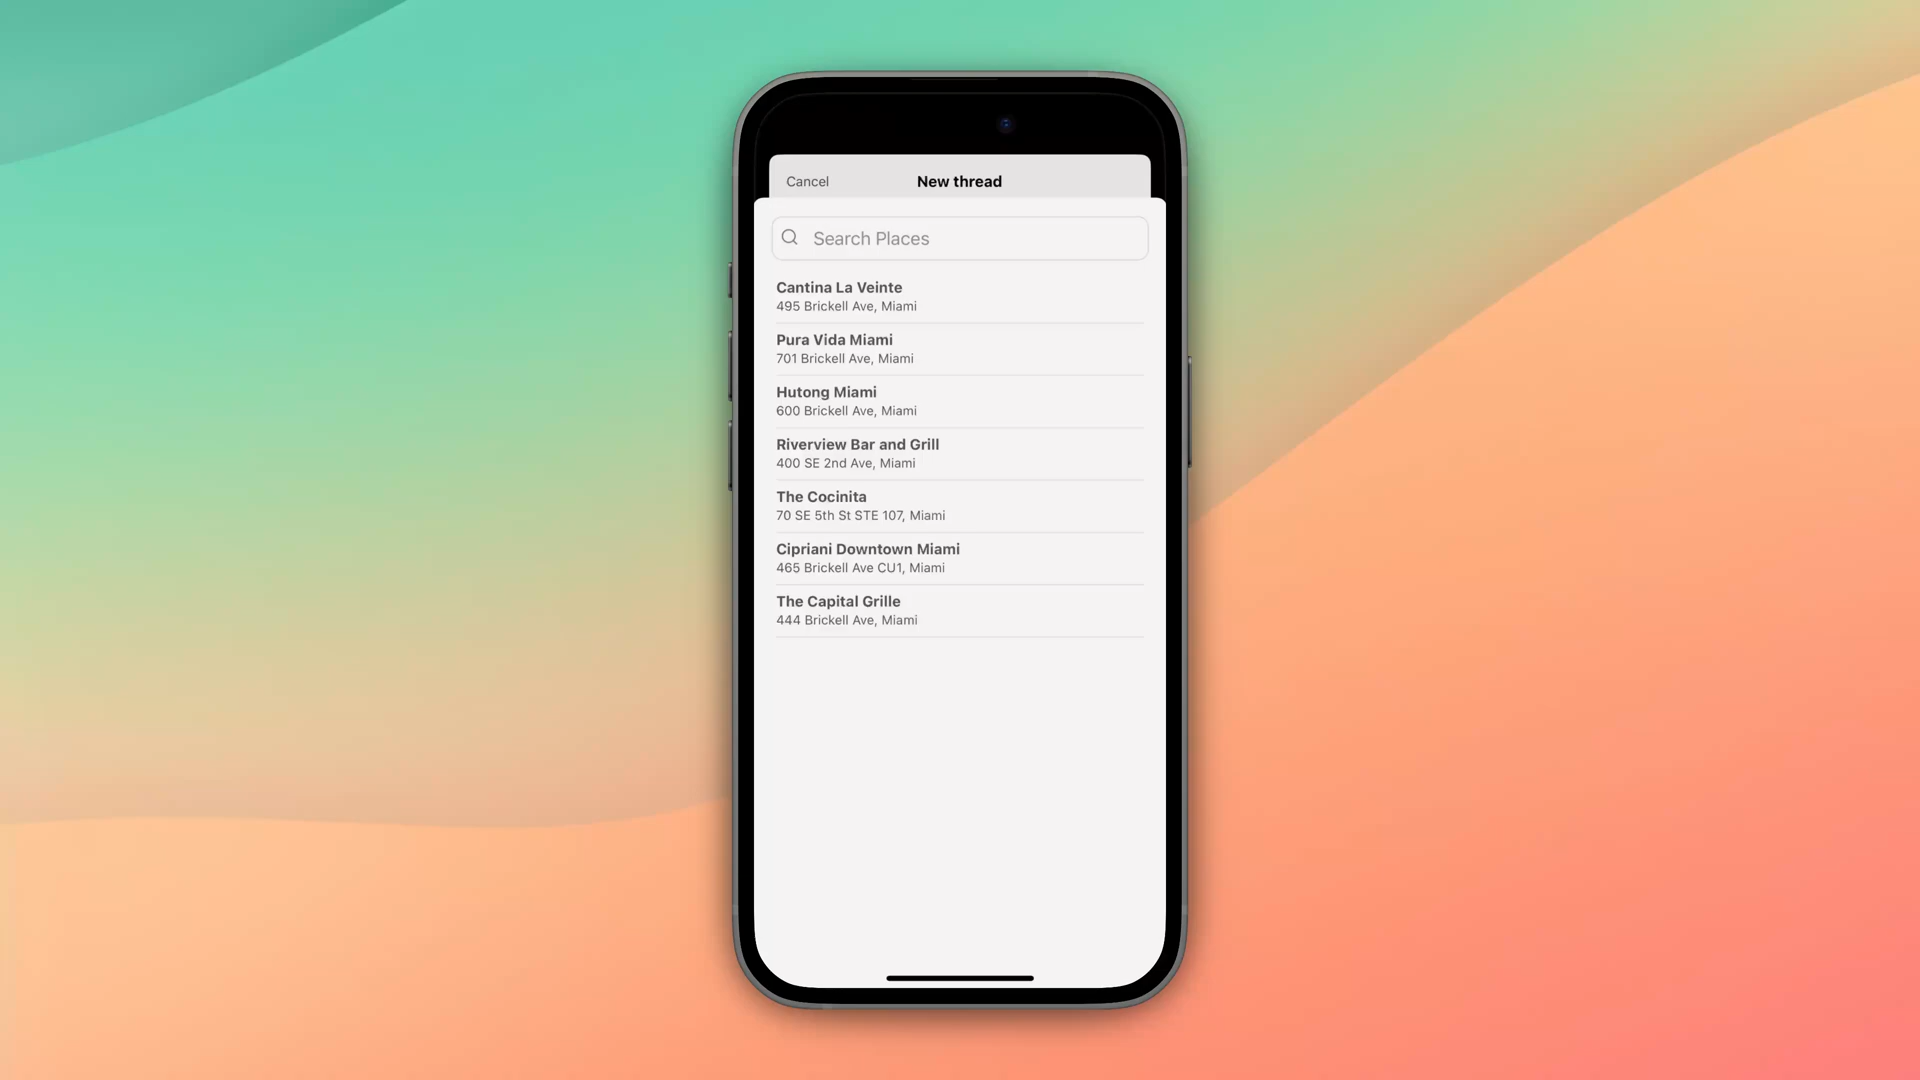 Cancel
New thread
Search Places
Cantina La Veinte
495 Brickell Ave, Miami
Pura Vida Miami
701 Brickell Ave, Miami
Hutong Miami
600 Brickell Ave, Miami
Riverview Bar and Grill
400 SE 2nd Ave, Miami
The Cocinita
70 SE 5th St STE 107, Miami
Cipriani Downtown Miami
465 Brickell Ave CU1, Miami
The Capital Grille
444 Brickell Ave, Miami